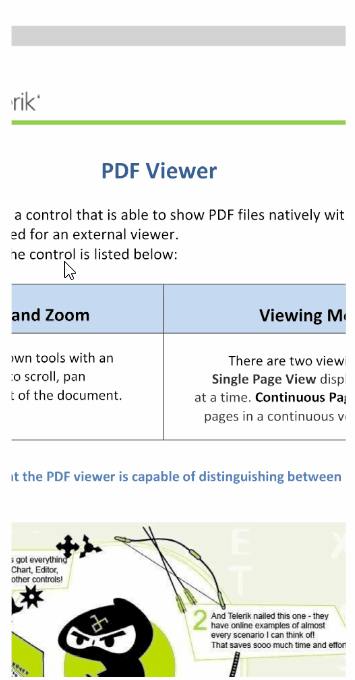 erik
PDF Viewer
a control that is able to show PDF files natively wit
ed for an external viewer.
ne control is listed below:
and Zoom
Viewing Mo
own tools with an
to scroll, pan
t of the document.
There are two viewi
Single Page View displ
at a time. Continuous Pag
pages in a continuous ve
at the PDF viewer is capable of distinguishing between
s got everything
Chart, Editor,
other controls!
E
X
T
2
And Telerik nailed this one - they
have online examples of almost
every scenario I can think of!
That saves sooo much time and effor